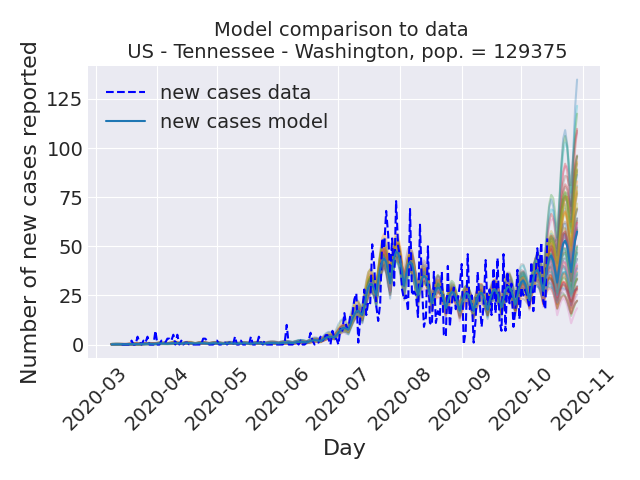 Model comparison to data
US - Tennessee - Washington, pop. = 129375
Number of new cases reported
125
100
75
50
25
0
new cases data
new cases model
2020-03
2020-04
2020-05
2020-06
2020-07
2020-08
2020-09
2020-10
2020-11
Day